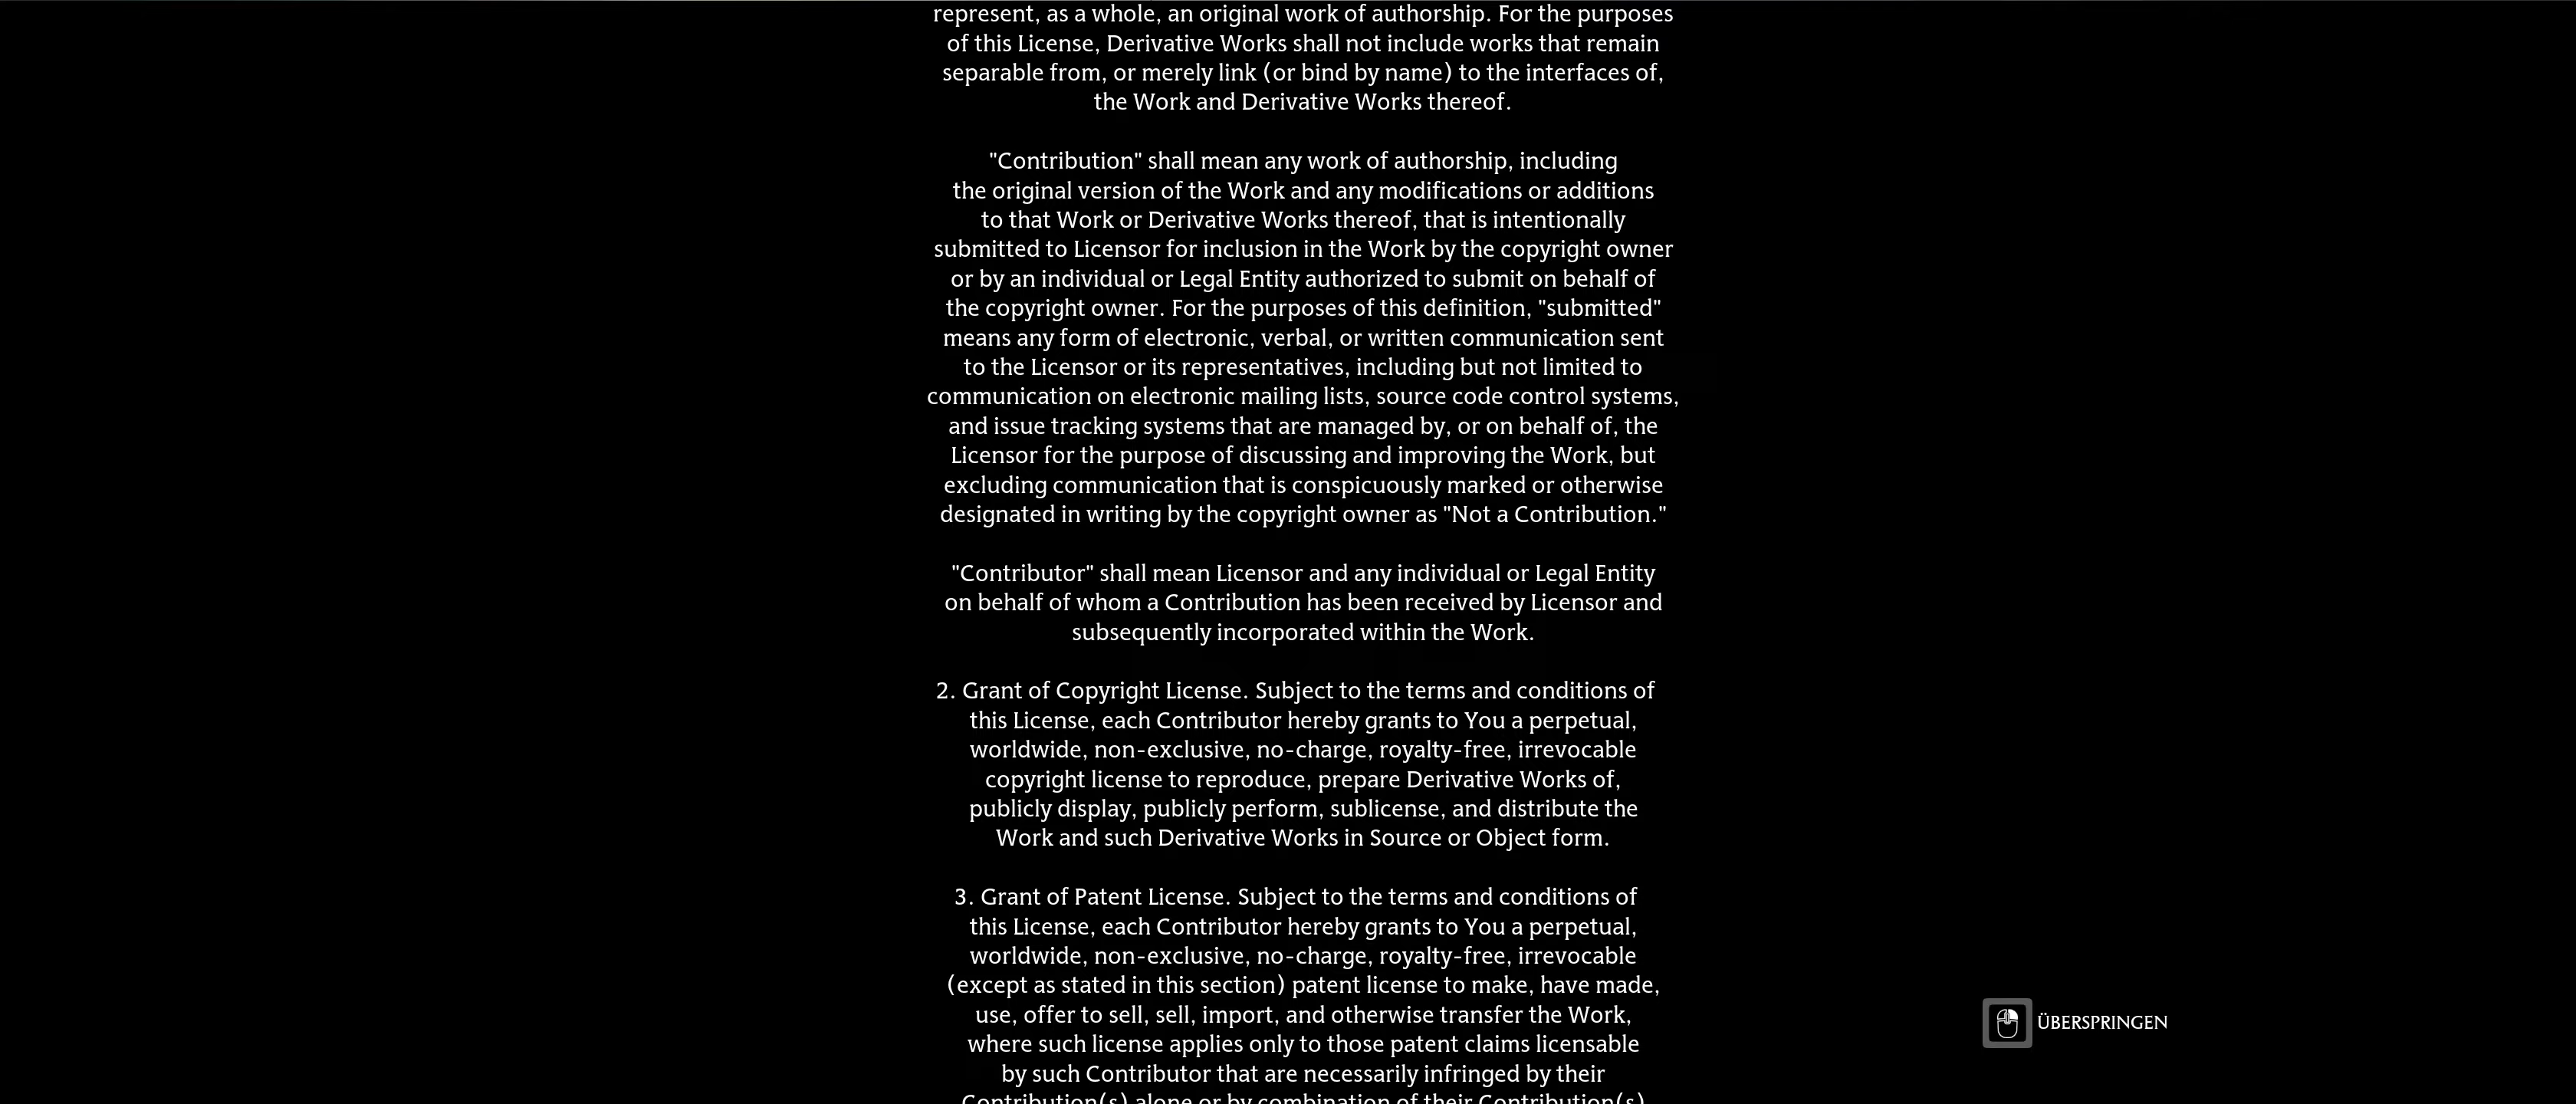 represent, as a whole, an original work of authorship. For the purposes
of this License, Derivative Works shall not include works that remain
separable from, or merely link (or bind by name) to the interfaces of,
the Work and Derivative Works thereof.
"Contribution" shall mean any work of authorship, including
the original version of the Work and any modifications or additions
to that Work or Derivative Works thereof, that is intentionally
submitted to Licensor for inclusion in the Work by the copyright owner
or by an individual or Legal Entity authorized to submit on behalf of
the copyright owner. For the purposes of this definition, "submitted"
means any form of electronic, verbal, or written communication sent
to the Licensor or its representatives, including but not limited to
communication on electronic mailing lists, source code control systems,
and issue tracking systems that are managed by, or on behalf of, the
Licensor for the purpose of discussing and improving the Work, but
excluding communication that is conspicuously marked or otherwise
designated in writing by the copyright owner as "Not a Contribution."
"Contributor" shall mean Licensor and any individual or Legal Entity
on behalf of whom a Contribution has been received by Licensor and
subsequently incorporated within the Work.
2. Grant of Copyright License. Subject to the terms and conditions of
this License, each Contributor hereby grants to You a perpetual,
worldwide, non-exclusive, no-charge, royalty-free, irrevocable
copyright license to reproduce, prepare Derivative Works of,
publicly display, publicly perform, sublicense, and distribute the
Work and such Derivative Works in Source or Object form.
3. Grant of Patent License. Subject to the terms and conditions of
this License, each Contributor hereby grants to You a perpetual,
worldwide, non-exclusive, no-charge, royalty-free, irrevocable
(except as stated in this section) patent license to make, have made,
use, offer to sell, sell, import, and otherwise transfer the Work,
where such license applies only to those patent claims licensable
by such Contributor that are necessarily infringed by their
Contribution(s) alone or by combination of their Contribution(s)
ÜBERSPRINGEN